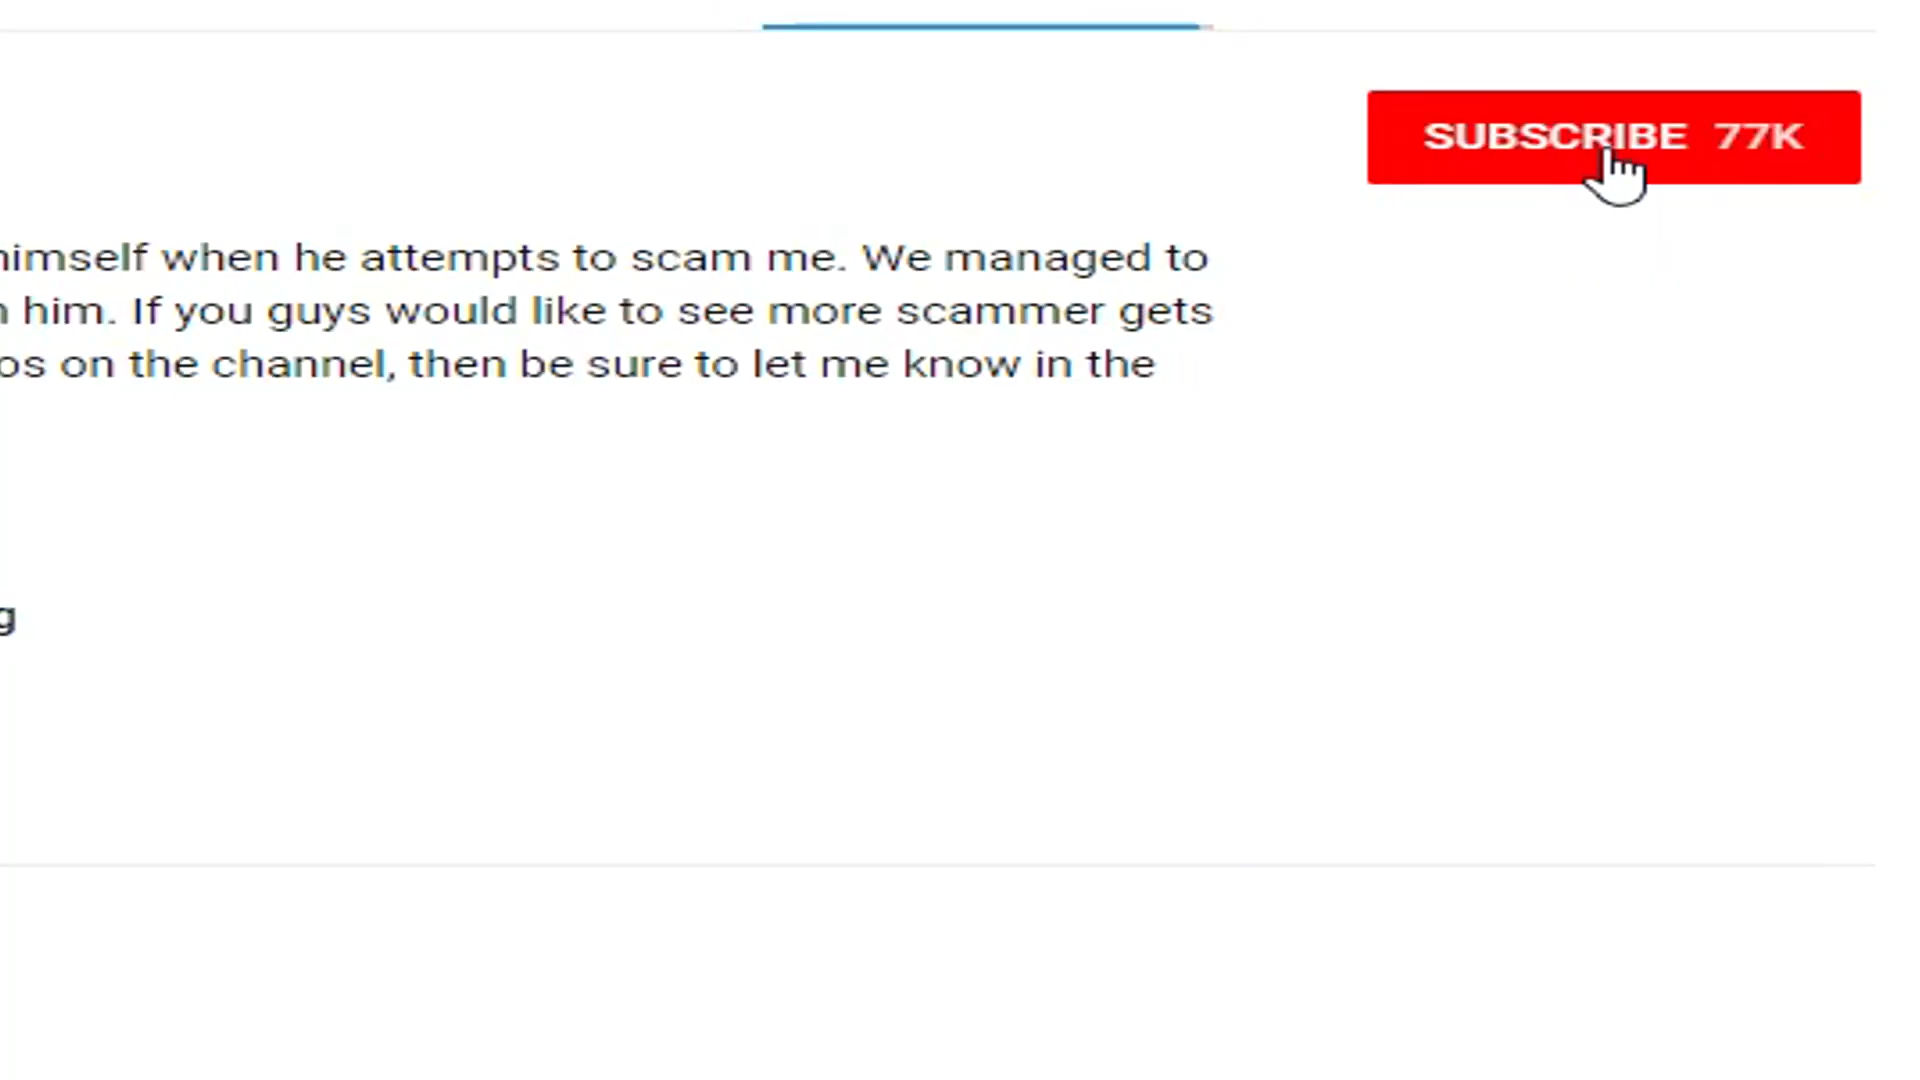 SUBSCRIBE 77K
himself when he attempts to scam me. We managed to
him. If you guys would like to see more scammer gets
on the channel, then be sure to let me know in the